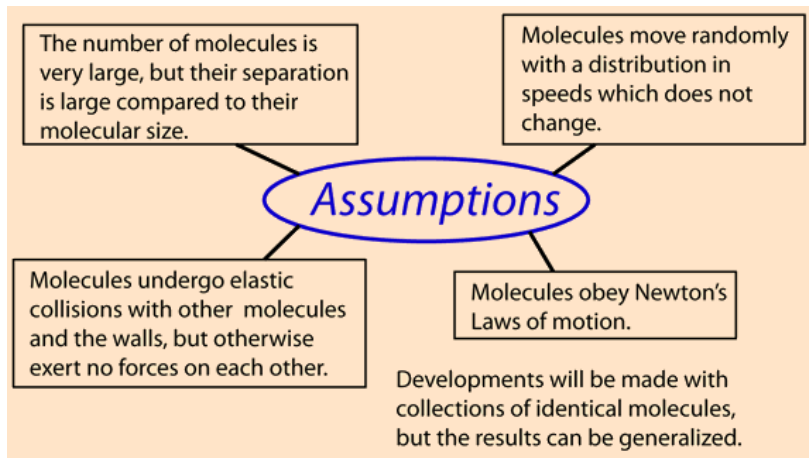 The number of molecules is
very large, but their separation
is large compared to their
molecular size.
Molecules move randomly
with a distribution in
speeds which does not
change.
Assumptions
Molecules undergo elastic
collisions with other molecules
and the walls, but otherwise
exert no forces on each other.
Molecules obey Newton's
Laws of motion.
Developments will be made with
collections of identical molecules,
but the results can be generalized.